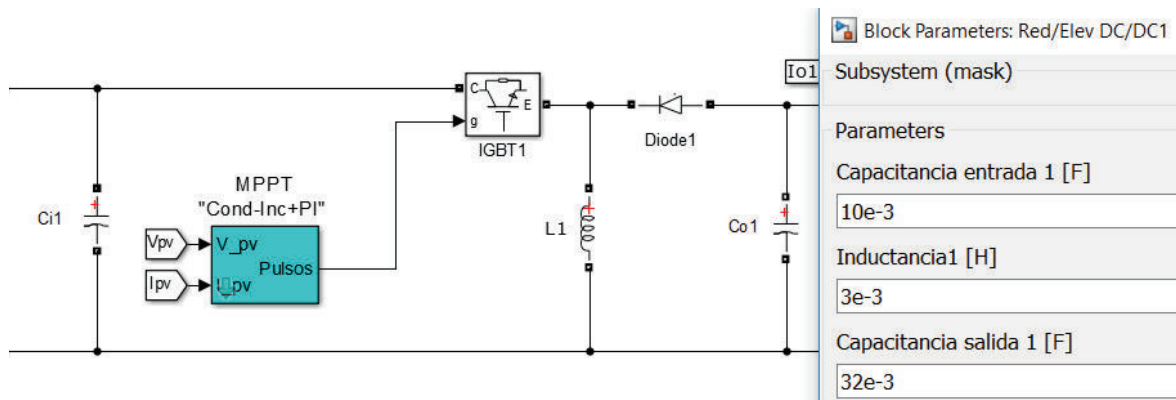 Block Parameters: Red/Elev DC/DC1
Io1
Subsystem (mask)
C
E
g
IGBT1
Diode1
Parameters
Capacitancia entrada 1 [F]
10e-3
MPPT
"Cond-Inc+PI"
Ci1
Vpv
V_pv
Pulsos
Ipv
I_pv
L1
Co1
Inductancia1 [H]
3e-3
Capacitancia salida 1 [F]
32e-3